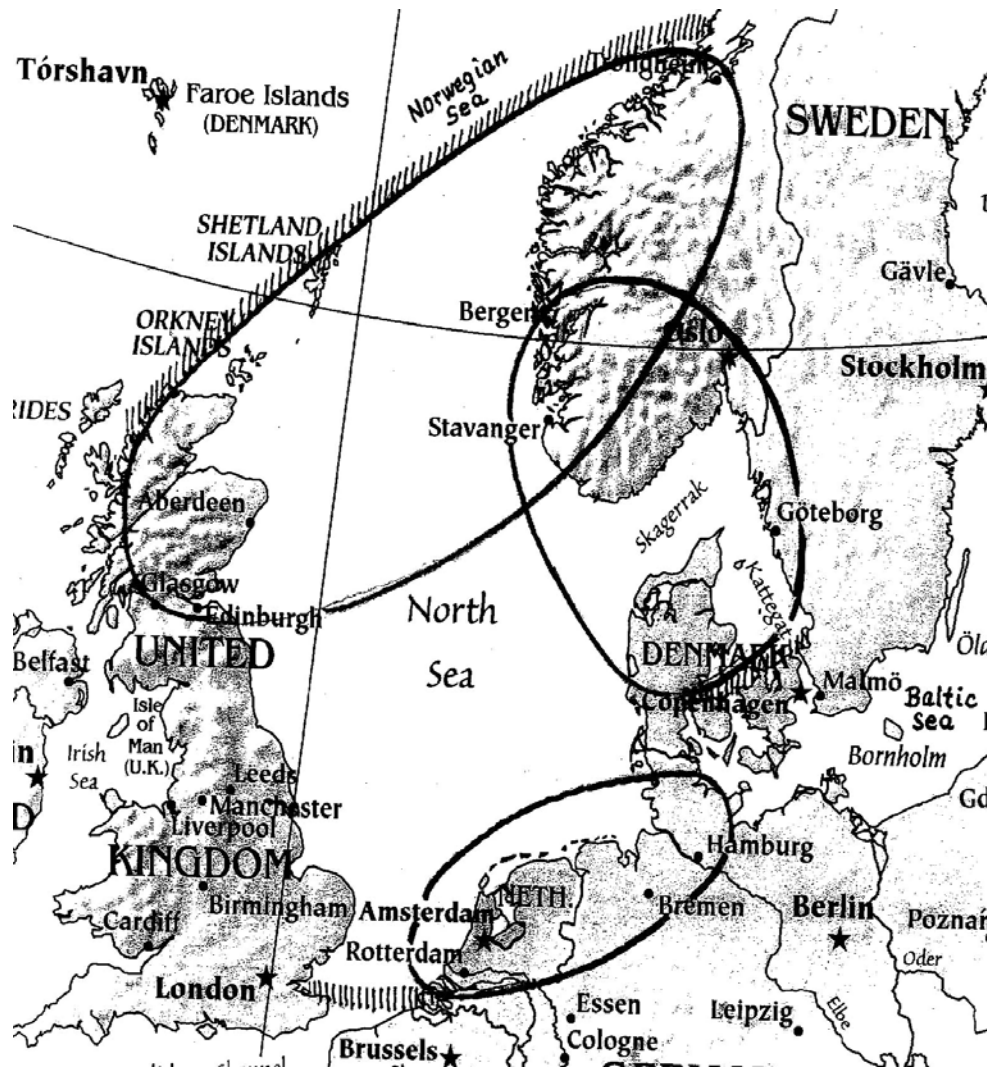 Trondheim
Tórshavn
Faroe Islands
(DENMARK)
Norwegian
Sea
SWEDEN
SHETLAND
ISLANDS
Gävle
Bergen
ORKNEY
ISLANDS
Oslo
Stockholm
RIDES
Stavanger
Aberdeen
Skagerrak
Göteborg
Kattegat
Glasgow
Edinburgh
North
Sea
UNITED
DENMARK
Belfast
Malmö
Copenhagen
Baltic
Sea
Isle
of
Man
(U.K.)
Irish
Sea
Bornholm
Leeds
Manchester
Liverpool
KINGDOM
Hamburg
NETH.
Birmingham
Bremen
Amsterdam
Berlin
Cardiff
Rotterdam
Oder
London
Essen
Leipzig
Elbe
Cologne
Brussels